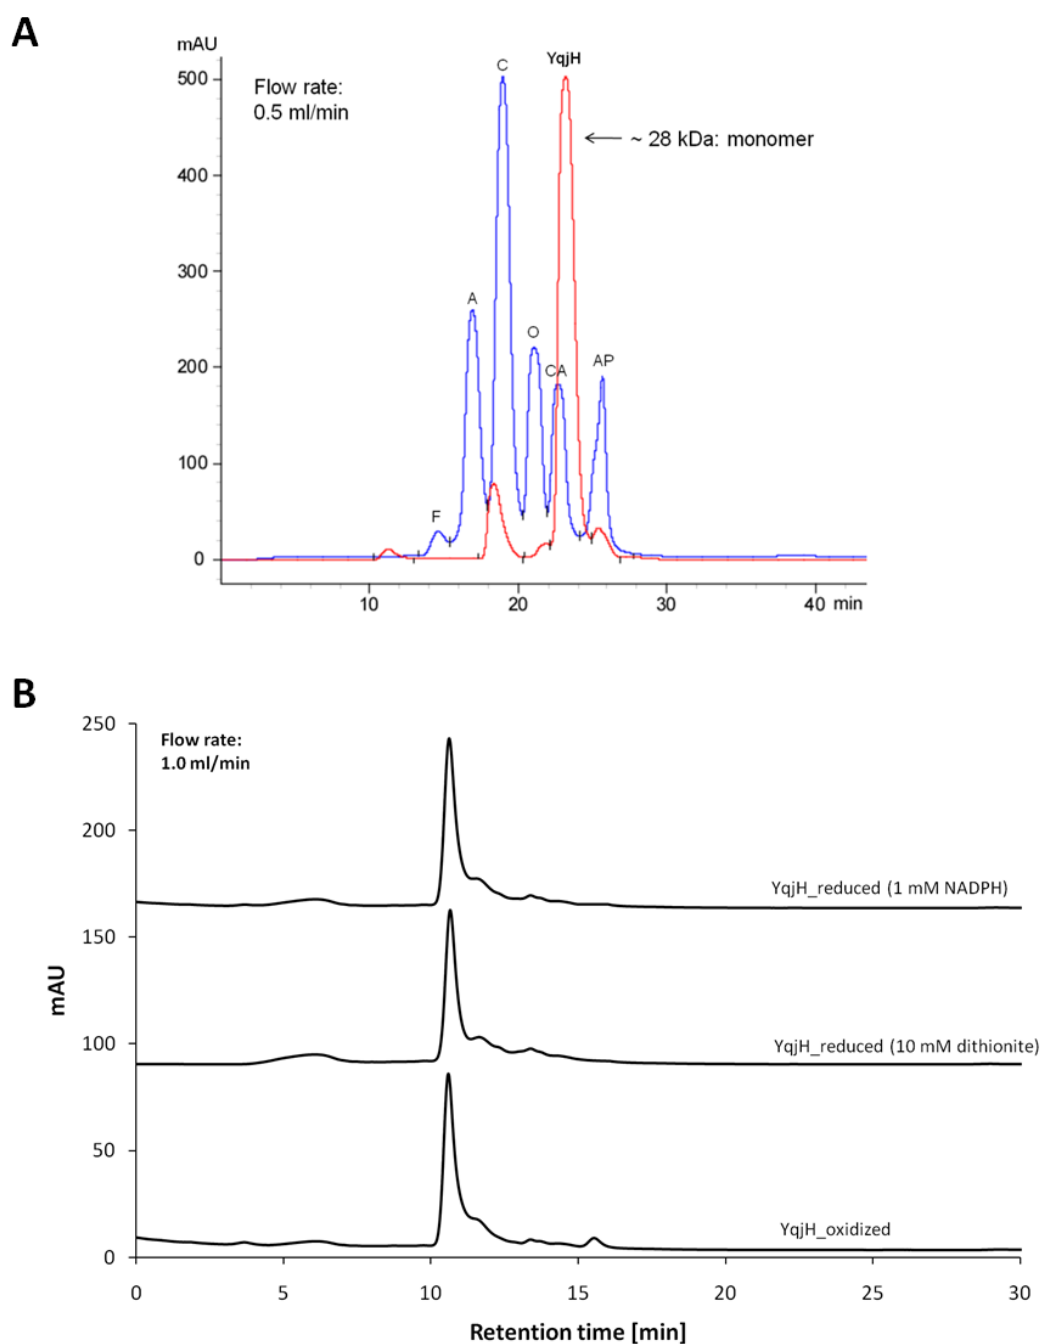 A
mAU
Flow rate:
0.5 ml/min
C
YqjH
← ~ 28 kDa: monomer
A
O
CA
AP
F
500
400
300
200
100
0
10 20 30 40 min
B
Flow rate:
1.0 ml/min
250
200
150
100
50
0
mAU
YqjH_reduced (1 mM NADPH)
YqjH_reduced (10 mM dithionite)
YqjH_oxidized
0 5 10 15 20 25 30
Retention time [min]